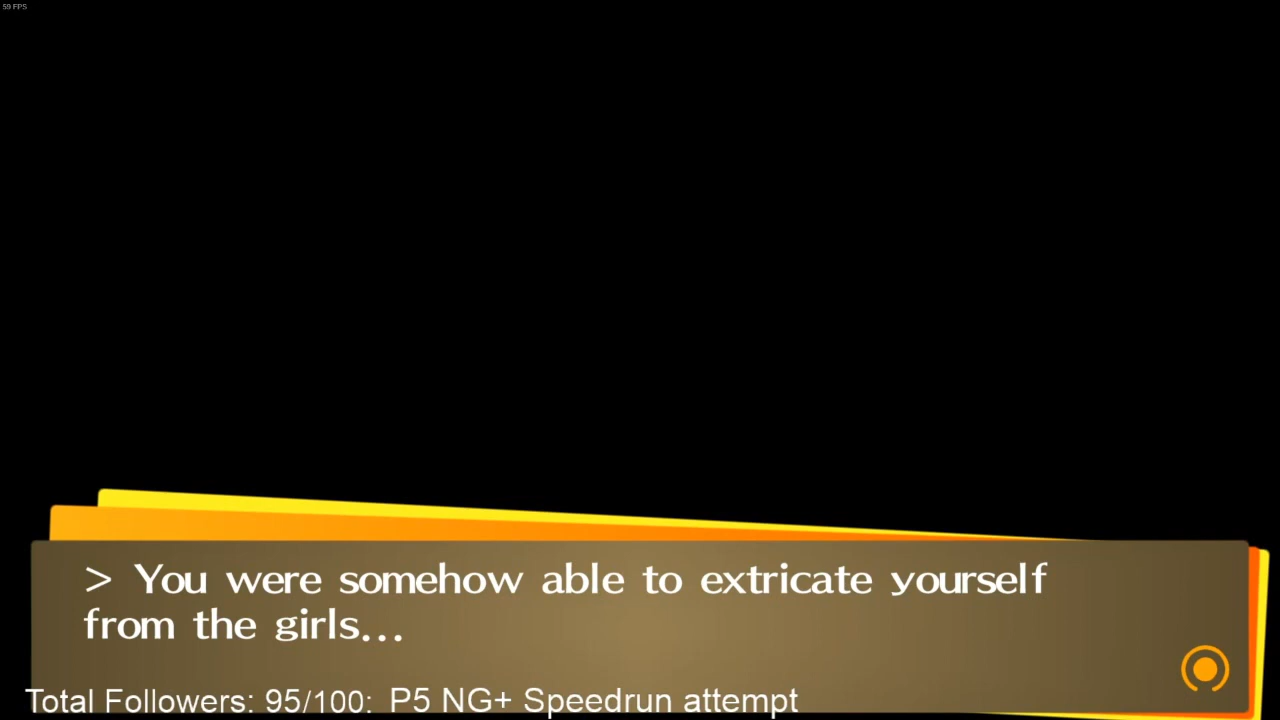 59 FPS
> You were somehow able to extricate yourself
from the girls...
Total Followers: 95/100: P5 NG+ Speedrun attempt